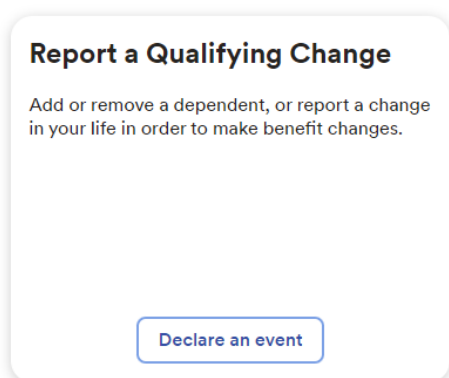 Report a Qualifying Change
Add or remove a dependent, or report a change
in your life in order to make benefit changes.
Declare an event